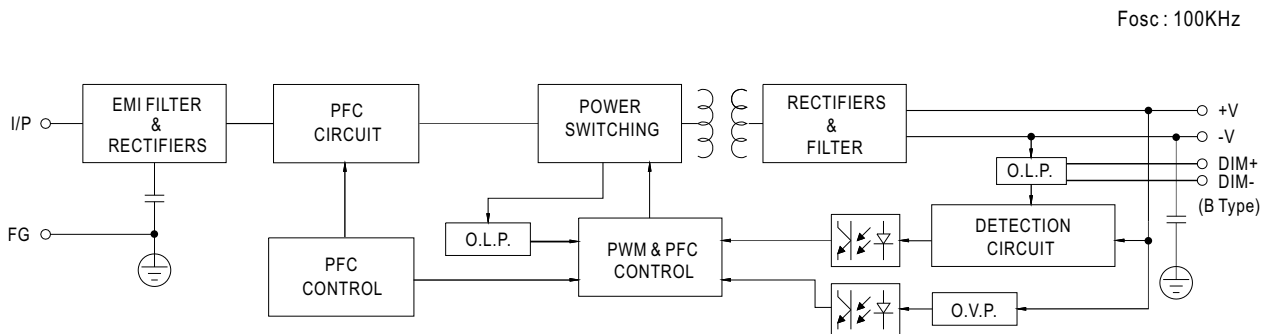 Fosc : 100KHz
I/P
EMI FILTER
&
RECTIFIERS
PFC
CIRCUIT
POWER
SWITCHING
RECTIFIERS
&
FILTER
+V
-V
DIM+
DIM-
(B Type)
O.L.P.
FG
O.L.P.
DETECTION
CIRCUIT
PFC
CONTROL
PWM & PFC
CONTROL
O.V.P.